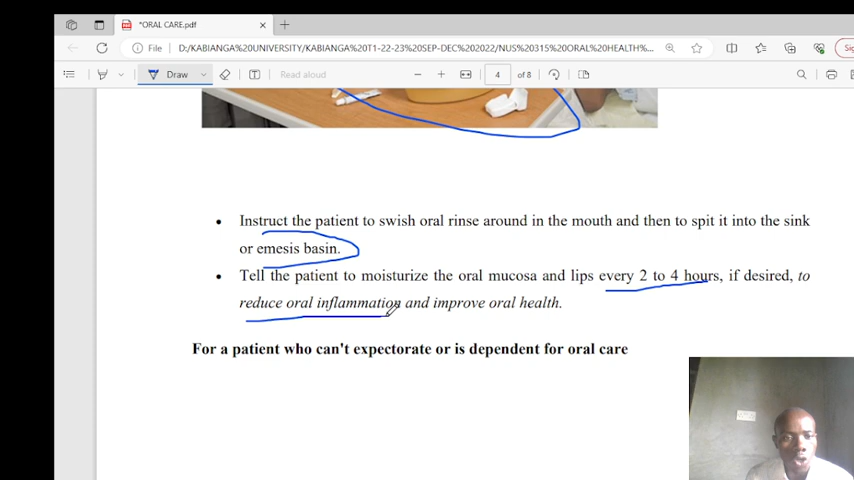 *ORAL CARE.pdf
File
D:/KABIANGA%20UNIVERSITY/KABIANGA%20T1-22-23%20SEP-DEC%202022/NUS%20315%20ORAL%20HEALTH%...
Draw
Read aloud
4
of 8
• Instruct the patient to swish oral rinse around in the mouth and then to spit it into the sink
or emesis basin.
• Tell the patient to moisturize the oral mucosa and lips every 2 to 4 hours, if desired, to
reduce oral inflammation and improve oral health.
For a patient who can't expectorate or is dependent for oral care